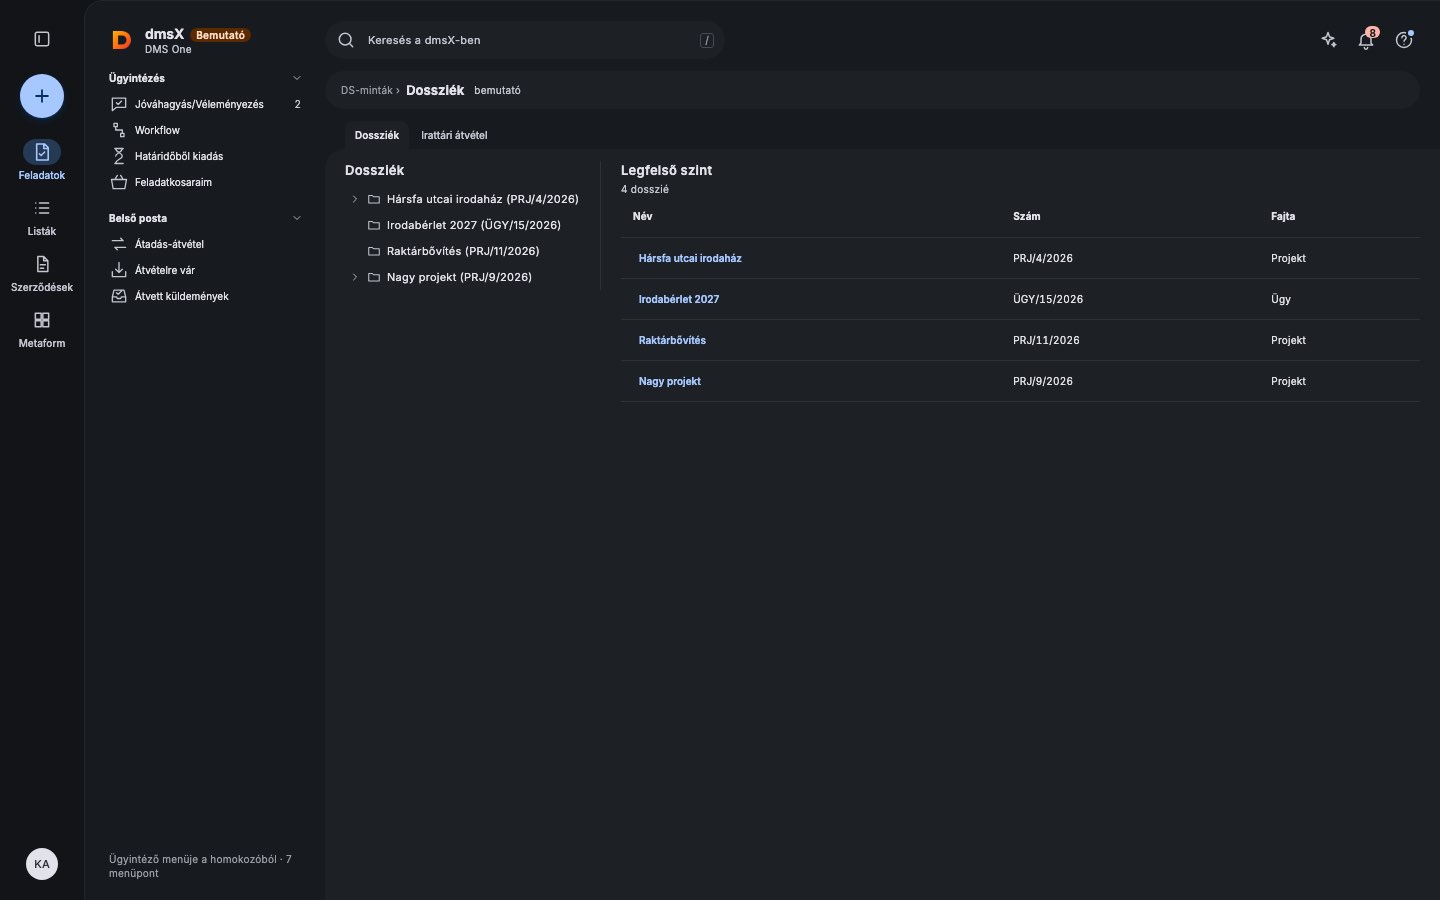 dmsX Bemutató
DMS One
Keresés a dmsX-ben /
8
Feladatok
Listák
Szerződések
Metaform
KA
Ügyintézés
Jóváhagyás/Véleményezés 2
Workflow
Határidőből kiadás
Feladatkosaraim
Belső posta
Átadás-átvétel
Átvételre vár
Átvett küldemények
Ügyintéző menüje a homokozóból · 7
menüpont
DS-minták › Dossziék bemutató
Dossziék Irattári átvétel
Dossziék
Hársfa utcai irodaház (PRJ/4/2026)
Irodabérlet 2027 (ÜGY/15/2026)
Raktárbővítés (PRJ/11/2026)
Nagy projekt (PRJ/9/2026)
Legfelső szint
4 dosszié
Név Szám Fajta
Hársfa utcai irodaház PRJ/4/2026 Projekt
Irodabérlet 2027 ÜGY/15/2026 Ügy
Raktárbővítés PRJ/11/2026 Projekt
Nagy projekt PRJ/9/2026 Projekt